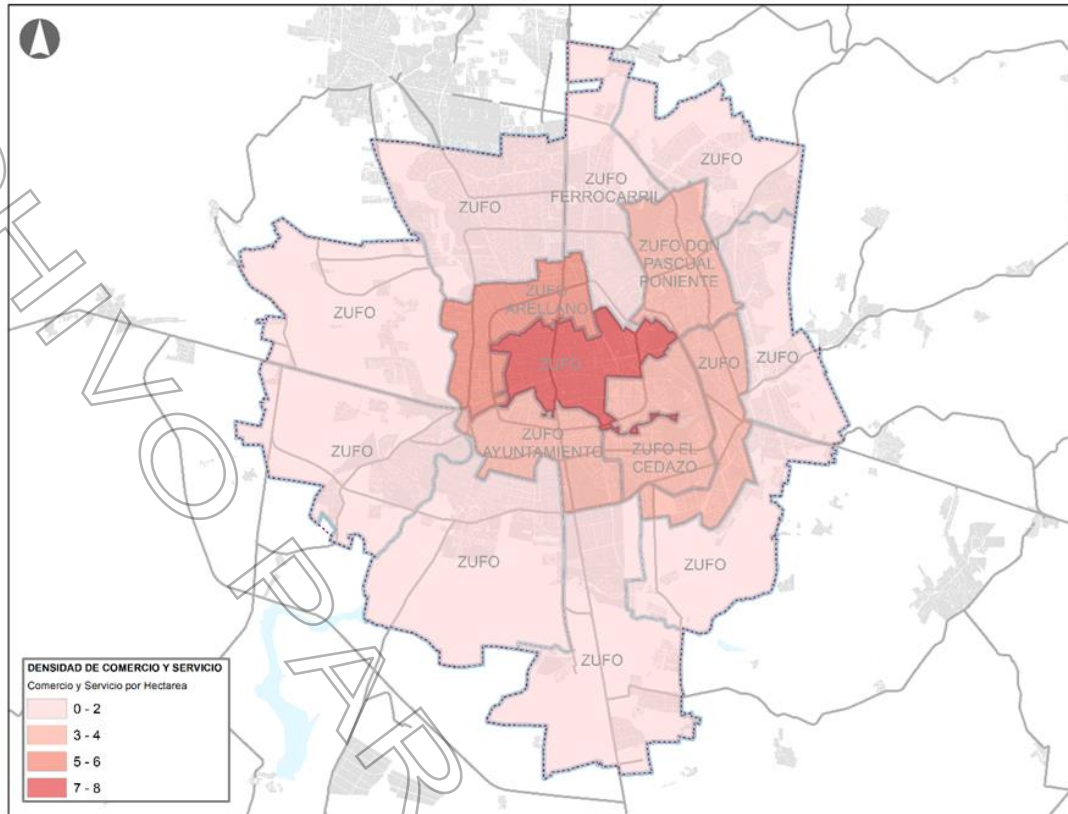 ZUFO
ZUFO
FERROCARRIL
ZUFO
ZUFO DON
PASCUAL
PONIENTE
ZUFO
ARELLANO
ZUFO
ZUFO
ZUFO
ZUFO
ZUFO
AYUNTAMIENTO
ZUFO EL
CEDAZO
ZUFO
ZUFO
ZUFO
ZUFO
DENSIDAD DE COMERCIO Y SERVICIO
Comercio y Servicio por Hectarea
0 - 2
3 - 4
5 - 6
7 - 8